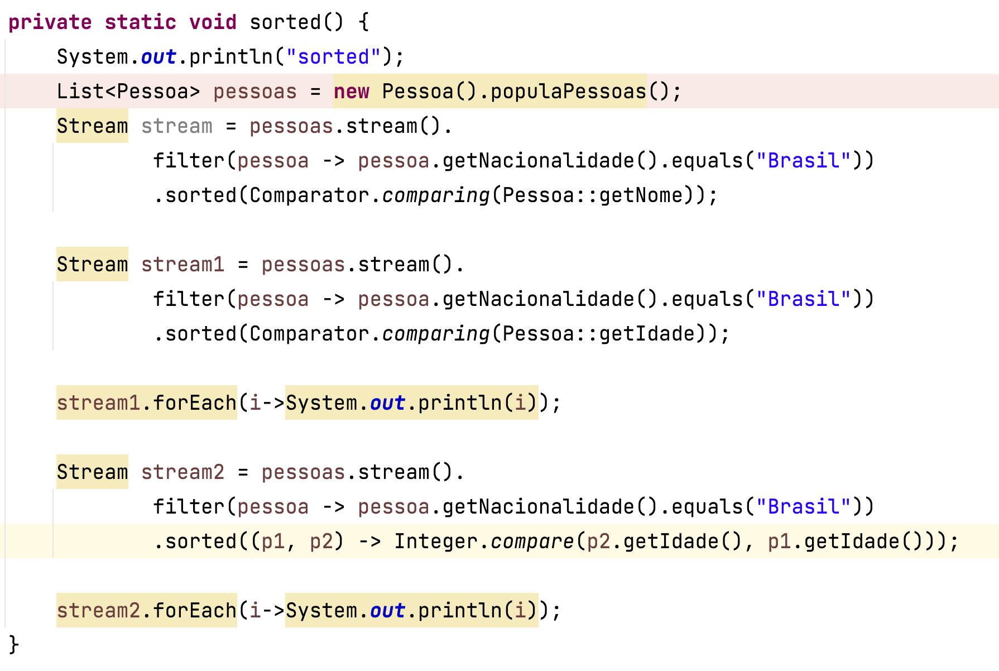 private static void sorted() {
System.out.println("sorted");
List<Pessoa> pessoas = new Pessoa().populaPessoas();
Stream stream = pessoas.stream().
filter(pessoa -> pessoa.getNacionalidade().equals("Brasil"))
.sorted(Comparator.comparing(Pessoa::getNome));
Stream stream1 = pessoas.stream().
filter(pessoa -> pessoa.getNacionalidade().equals("Brasil"))
.sorted(Comparator.comparing(Pessoa::getIdade));
stream1.forEach(i->System.out.println(i));
Stream stream2 = pessoas.stream().
filter(pessoa -> pessoa.getNacionalidade().equals("Brasil"))
.sorted((p1, p2) -> Integer.compare(p2.getIdade(), p1.getIdade()));
stream2.forEach(i->System.out.println(i));
}